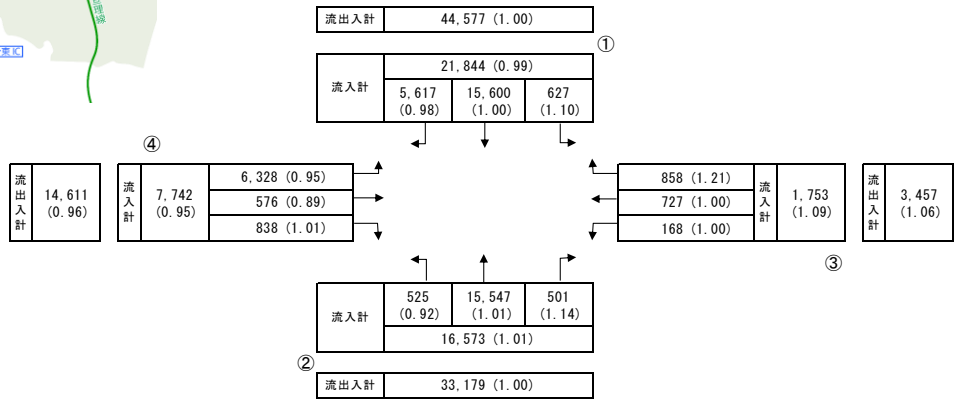 理線
東IC
流出入計 44,577 (1.00)
①
流入計 21,844 (0.99)
5,617 15,600 627
(0.98) (1.00) (1.10)
④
流出入計 14,611 (0.96)
流入計 7,742 (0.95)
6,328 (0.95)
576 (0.89)
838 (1.01)
858 (1.21)
727 (1.00)
168 (1.00)
流入計 1,753 (1.09)
流出入計 3,457 (1.06)
③
流入計
525 15,547 501
(0.92) (1.01) (1.14)
16,573 (1.01)
②
流出入計 33,179 (1.00)